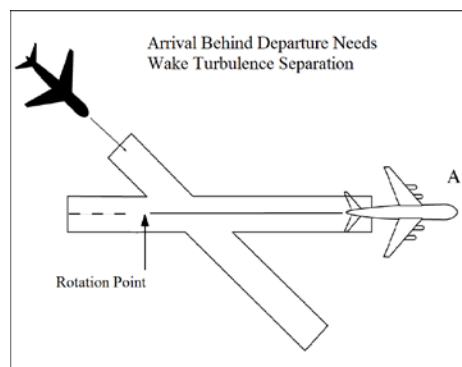 Arrival Behind Departure Needs
Wake Turbulence Separation
A
Rotation Point